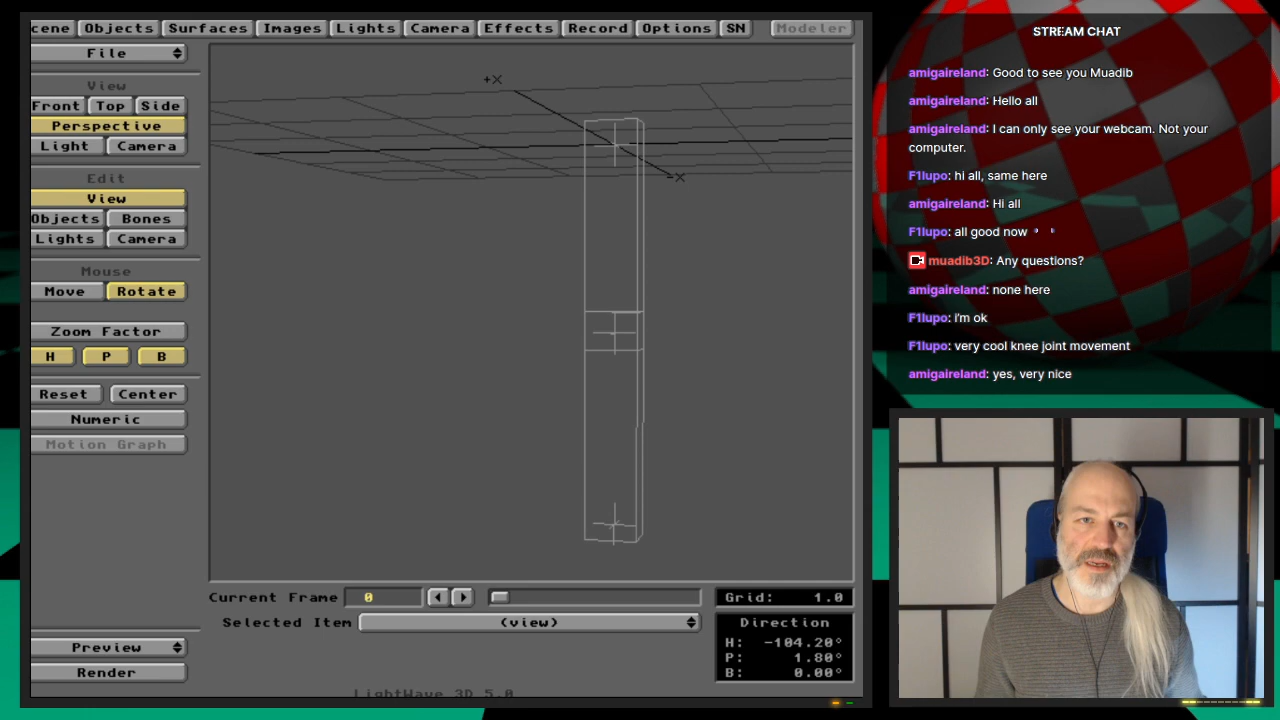 cene Objects Surfaces Images Lights Camera Effects Record Options SN Modeler
File
View
Front Top Side
Perspective
Light Camera
Edit
View
Objects Bones
Lights Camera
Mouse
Move Rotate
Zoom Factor
H P B
Reset Center
Numeric
Motion Graph
Preview
Render
+X
-X
Current Frame 0
Selected Item (view)
Grid: 1.0
Direction
H: -104.20°
P: 1.80°
B: 0.00°
LightWave 3D 5.0
STREAM CHAT
amigaireland: Good to see you Muadib
amigaireland: Hello all
amigaireland: I can only see your webcam. Not your
computer.
F1lupo: hi all, same here
amigaireland: Hi all
F1lupo: all good now
muadib3D: Any questions?
amigaireland: none here
F1lupo: i'm ok
F1lupo: very cool knee joint movement
amigaireland: yes, very nice